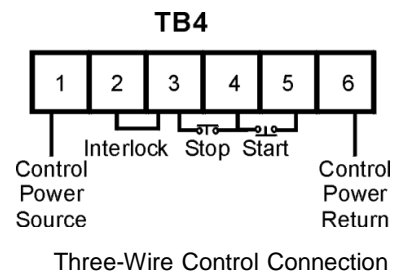 TB4
1 2 3 4 5 6
Interlock Stop Start
Control Power Source
Control Power Return
Three-Wire Control Connection